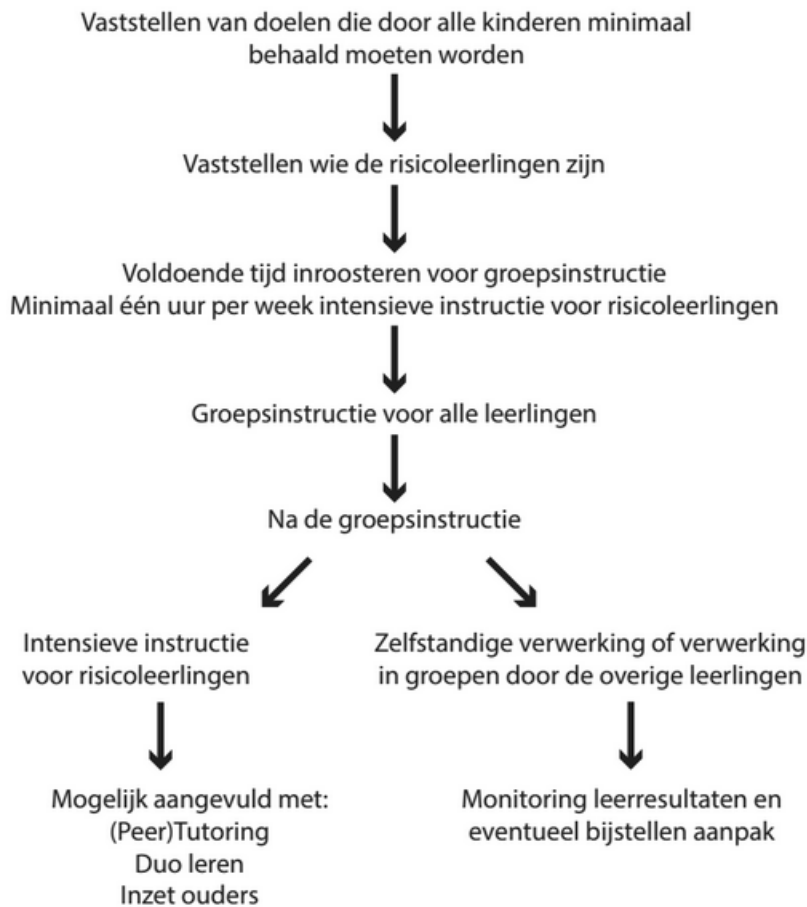 Vaststellen van doelen die door alle kinderen minimaal
behaald moeten worden
Vaststellen wie de risicoleerlingen zijn
Voldoende tijd inroosteren voor groepsinstructie
Minimaal één uur per week intensieve instructie voor risicoleerlingen
Groepsinstructie voor alle leerlingen
Na de groepsinstructie
Intensieve instructie
voor risicoleerlingen
Zelfstandige verwerking of verwerking
in groepen door de overige leerlingen
Mogelijk aangevuld met:
(Peer)Tutoring
Duo leren
Inzet ouders
Monitoring leerresultaten en
eventueel bijstellen aanpak